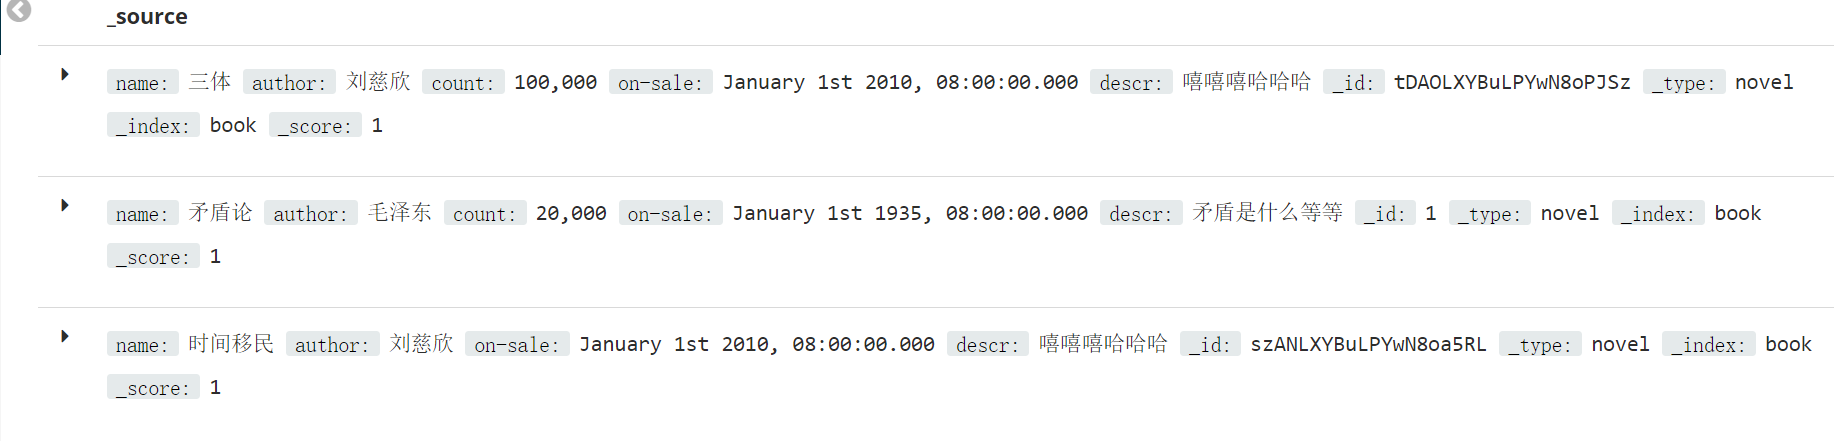 _source
name: 三体 author: 刘慈欣 count: 100,000 on-sale: January 1st 2010, 08:00:00.000 descr: 嘻嘻嘻哈哈哈 _id: tDAOLXYBuLPYwN8oPJSz _type: novel
_index: book _score: 1
name: 矛盾论 author: 毛泽东 count: 20,000 on-sale: January 1st 1935, 08:00:00.000 descr: 矛盾是什么等等 _id: 1 _type: novel _index: book
_score: 1
name: 时间移民 author: 刘慈欣 on-sale: January 1st 2010, 08:00:00.000 descr: 嘻嘻嘻哈哈哈 _id: szANLXYBuLPYwN8oa5RL _type: novel _index: book
_score: 1